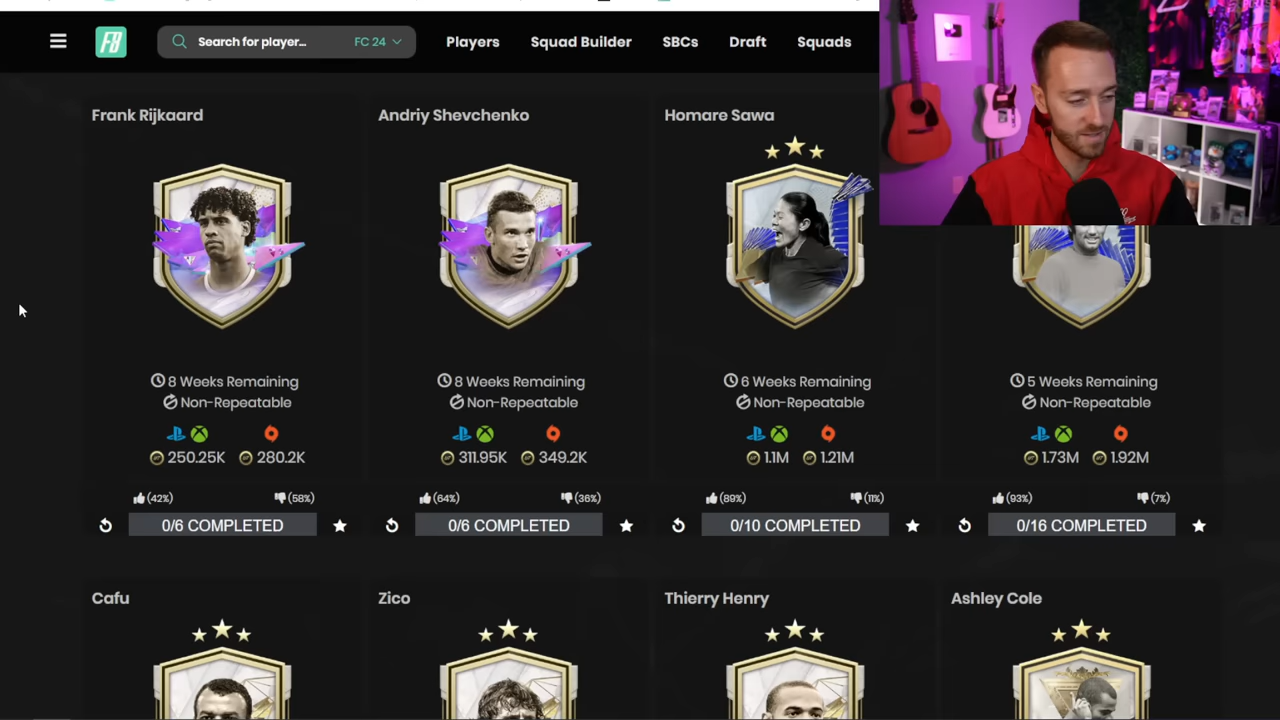 FB
Search for player...
FC 24
Players
Squad Builder
SBCs
Draft
Squads
Frank Rijkaard
Andriy Shevchenko
Homare Sawa
8 Weeks Remaining
Non-Repeatable
250.25K
280.2K
(42%)
(58%)
0/6 COMPLETED
8 Weeks Remaining
Non-Repeatable
311.95K
349.2K
(64%)
(36%)
0/6 COMPLETED
6 Weeks Remaining
Non-Repeatable
1.1M
1.21M
(89%)
(11%)
0/10 COMPLETED
5 Weeks Remaining
Non-Repeatable
1.73M
1.92M
(93%)
(7%)
0/16 COMPLETED
Cafu
Zico
Thierry Henry
Ashley Cole